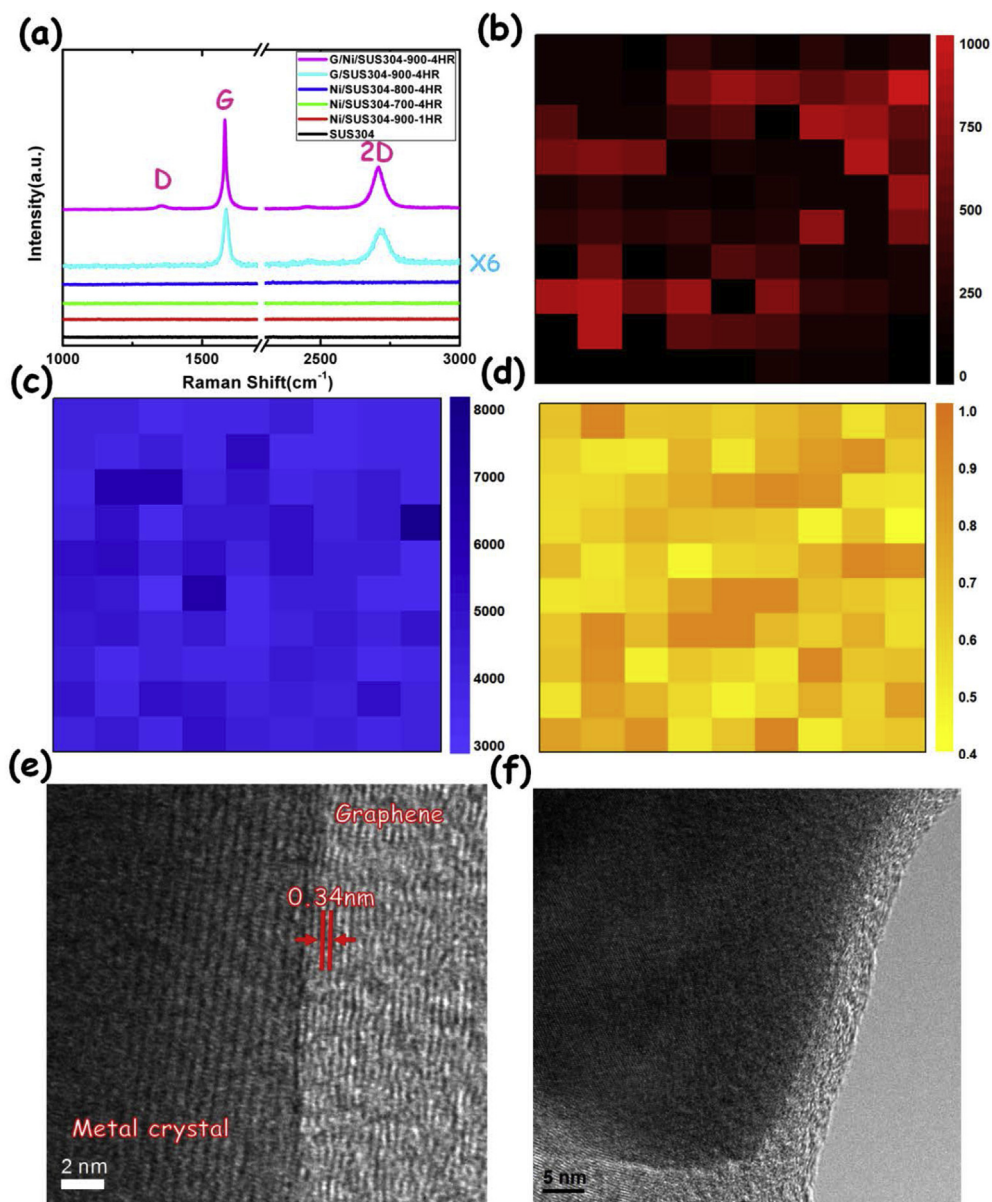 (a)
G/Ni/SUS304-900-4HR
G/SUS304-900-4HR
Ni/SUS304-800-4HR
Ni/SUS304-700-4HR
Ni/SUS304-900-1HR
SUS304
G
D
2D
X6
Intensity(a.u.)
1000
1500
2500
3000
Raman Shift(cm⁻¹)
(b)
1000
750
500
250
0
(c)
8000
7000
6000
5000
4000
3000
(d)
1.0
0.9
0.8
0.7
0.6
0.5
0.4
(e)
Graphene
0.34nm
Metal crystal
2 nm
(f)
5 nm